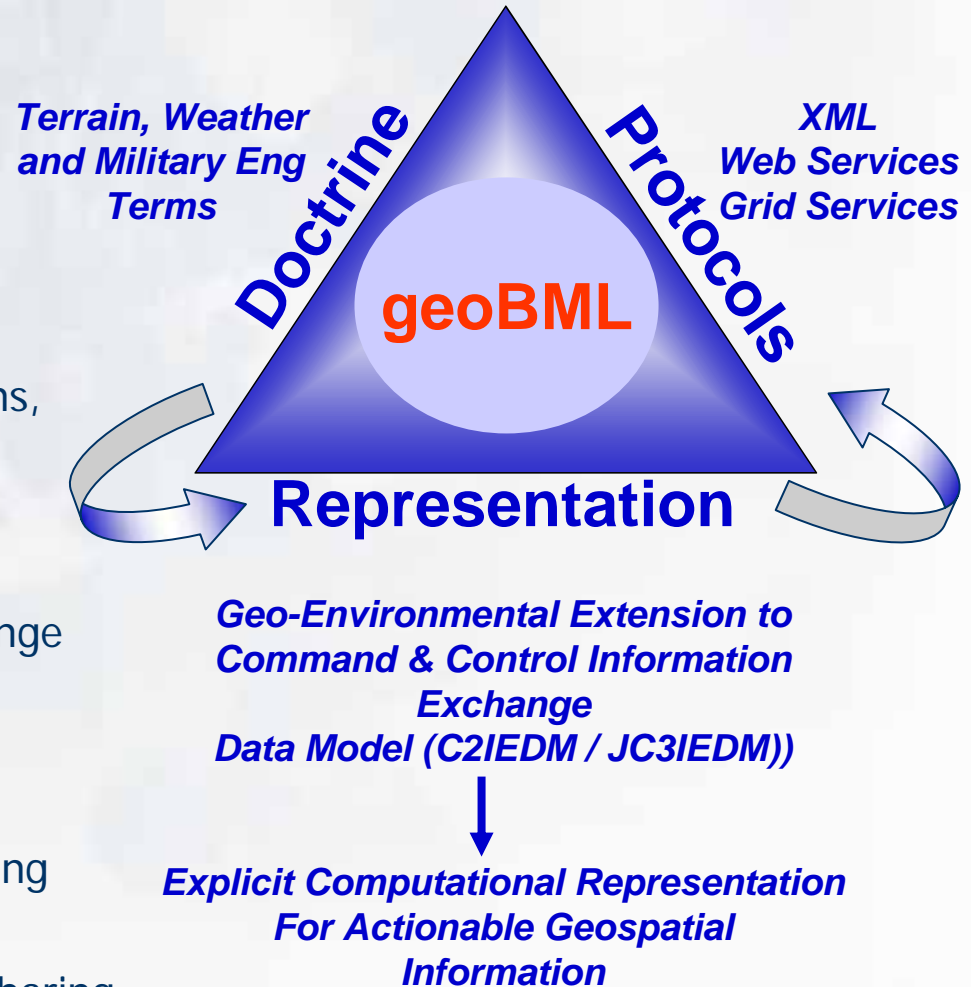 Terrain, Weather
and Military Eng
Terms
Doctrine
Protocols
XML
Web Services
Grid Services
geoBML
Representation
Geo-Environmental Extension to
Command & Control Information
Exchange
Data Model (C2IEDM / JC3IEDM))
Explicit Computational Representation
For Actionable Geospatial
Information